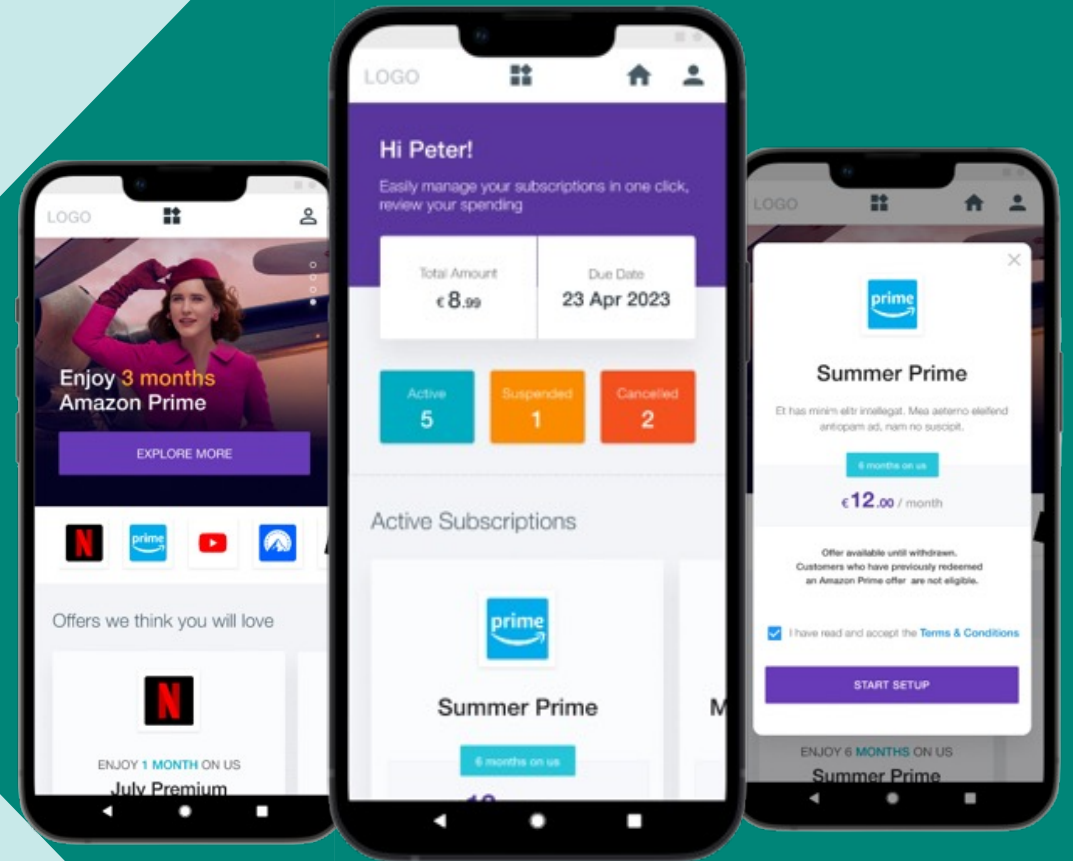 LOGO
Enjoy 3 months
Amazon Prime
EXPLORE MORE
N
prime
Offers we think you will love
N
ENJOY 1 MONTH ON US
July Premium
LOGO
Hi Peter!
Easily manage your subscriptions in one click,
review your spending
Total Amount
€ 8.99
Due Date
23 Apr 2023
Active
5
Suspended
1
Cancelled
2
Active Subscriptions
prime
Summer Prime
M
6 months on us
LOGO
prime
Summer Prime
Et has minim elitr intellegat. Mea aeterno eleifend
antiopam ad, nam no suscipit.
6 months on us
€ 12.00 / month
Offer available until withdrawn.
Customers who have previously redeemed
an Amazon Prime offer are not eligible.
I have read and accept the Terms & Conditions
START SETUP
ENJOY 6 MONTHS ON US
Summer Prime